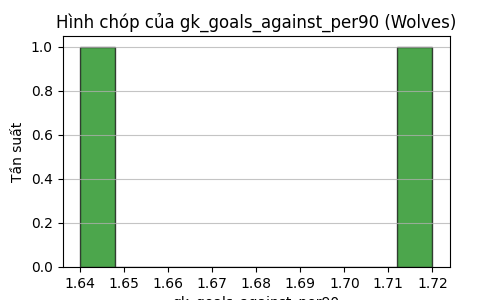 Hình chóp của gk_goals_against_per90 (Wolves)
Tần suất
1.0
0.8
0.6
0.4
0.2
0.0
1.64 1.65 1.66 1.67 1.68 1.69 1.70 1.71 1.72
gk_goals_against_per90